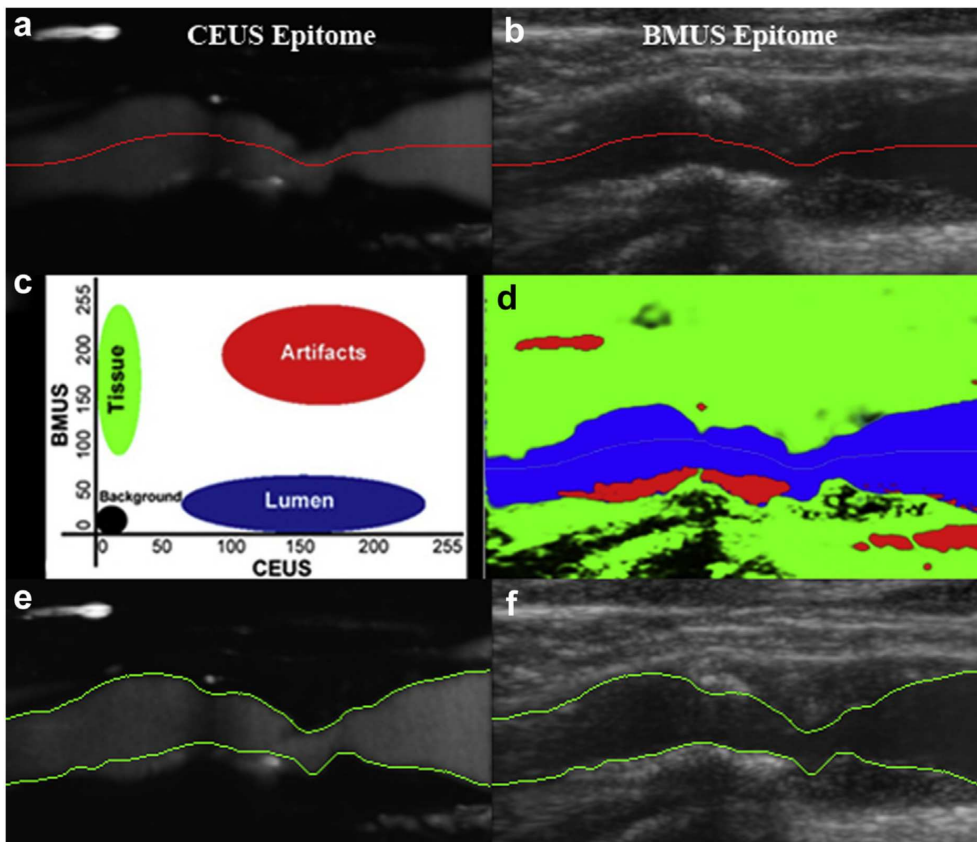 a
CEUS Epitome
b
BMUS Epitome
c
BMUS
255
200
150
100
50
0
Tissue
Artifacts
Background
Lumen
0 50 100 150 200 255
CEUS
d
e
f